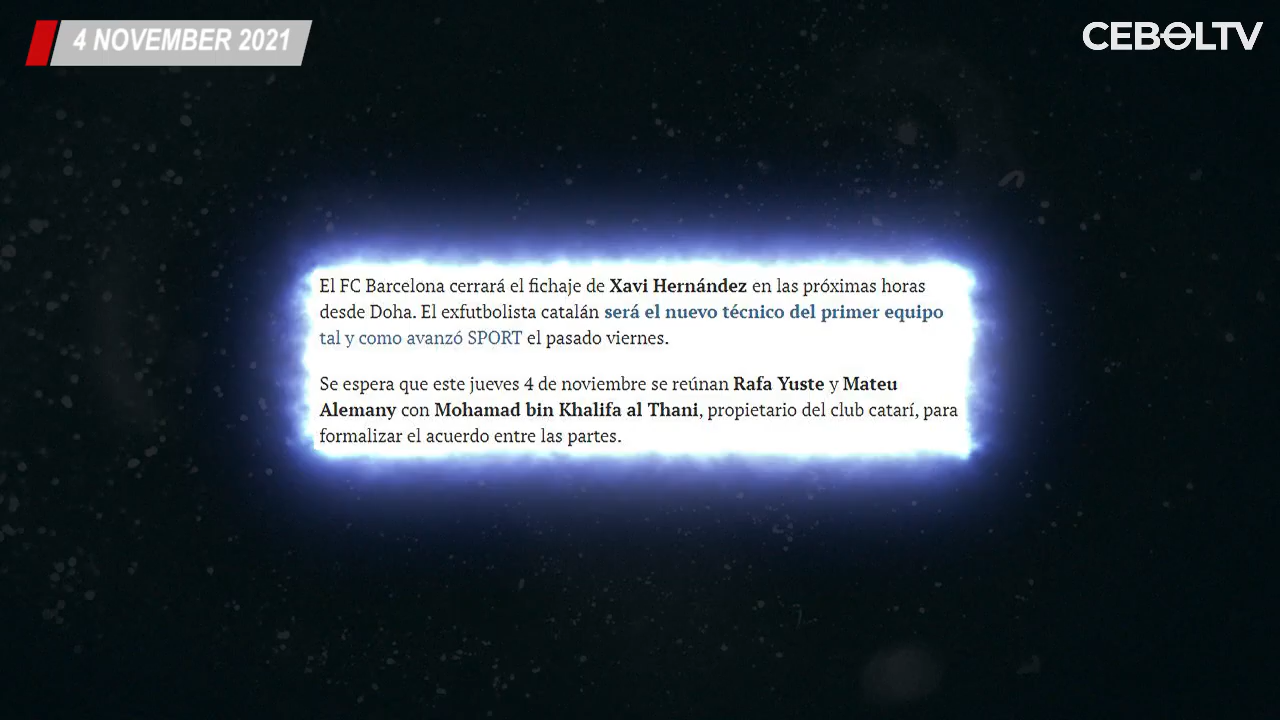 4 NOVEMBER 2021
CEBOLTV
El FC Barcelona cerrará el fichaje de Xavi Hernández en las próximas horas
desde Doha. El exfutbolista catalán será el nuevo técnico del primer equipo
tal y como avanzó SPORT el pasado viernes.
Se espera que este jueves 4 de noviembre se reúnan Rafa Yuste y Mateu
Alemany con Mohamad bin Khalifa al Thani, propietario del club catarí, para
formalizar el acuerdo entre las partes.